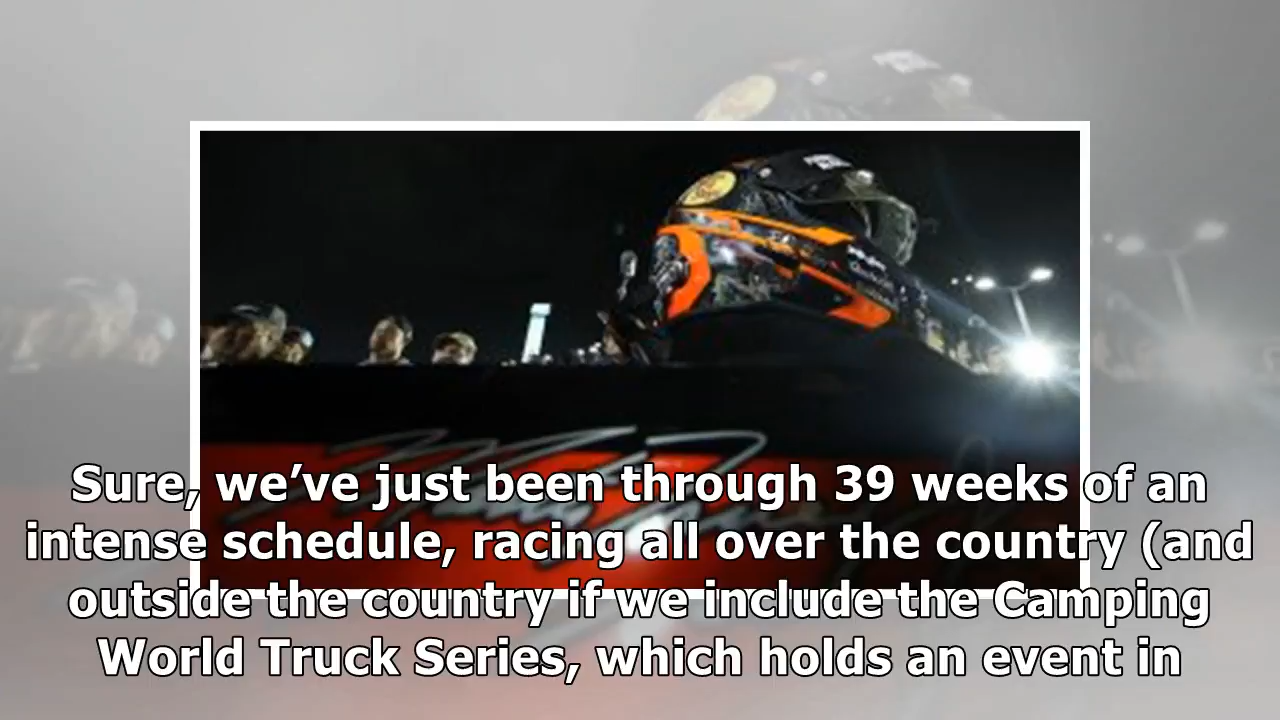 Sure, we’ve just been through 39 weeks of an
intense schedule, racing all over the country (and
outside the country if we include the Camping
World Truck Series, which holds an event in